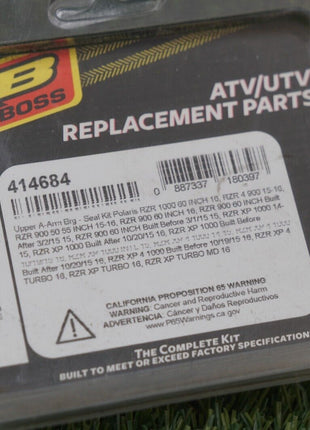 B
BOSS
ATV/UTV
REPLACEMENT PARTS
414684
0 887337 180397
Upper A-Arm Brg - Seal Kit Polaris RZR 1000 60 INCH 16, RZR 4 900 15-16,
RZR 900 50 55 INCH 15-16, RZR 900 60 INCH 16, RZR 900 60 INCH Built
After 3/2/15 15, RZR 900 60 INCH Built Before 3/1/15 15, RZR XP 1000 14-
15, RZR XP 1000 Built After 10/20/15 16, RZR XP 1000 Built Before
Built After 10/20/15 16, RZR XP 4 1000 Built Before 10/19/15 16, RZR XP 4
TURBO 16, RZR XP TURBO 16, RZR XP TURBO MD 16
CALIFORNIA PROPOSITION 65 WARNING
WARNING: Cancer and Reproductive Harm
ADVERTENCIA: Cáncer y Daños Reproductivos
www.P65Warnings.ca.gov
THE COMPLETE KIT
BUILT TO MEET OR EXCEED FACTORY SPECIFICATION